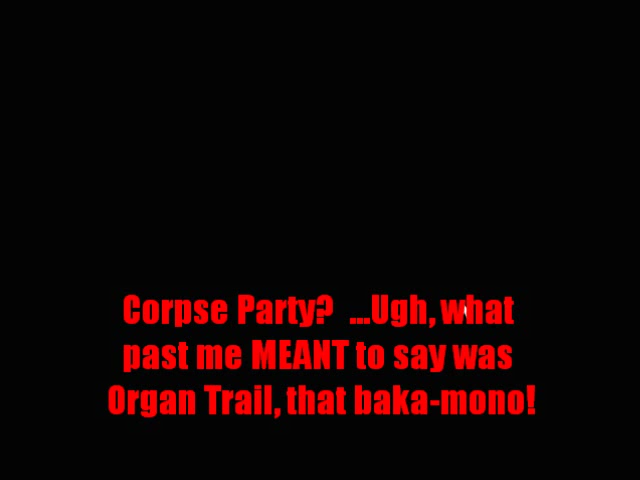 Corpse Party?  ...Ugh, what
past me MEANT to say was
Organ Trail, that baka-mono!